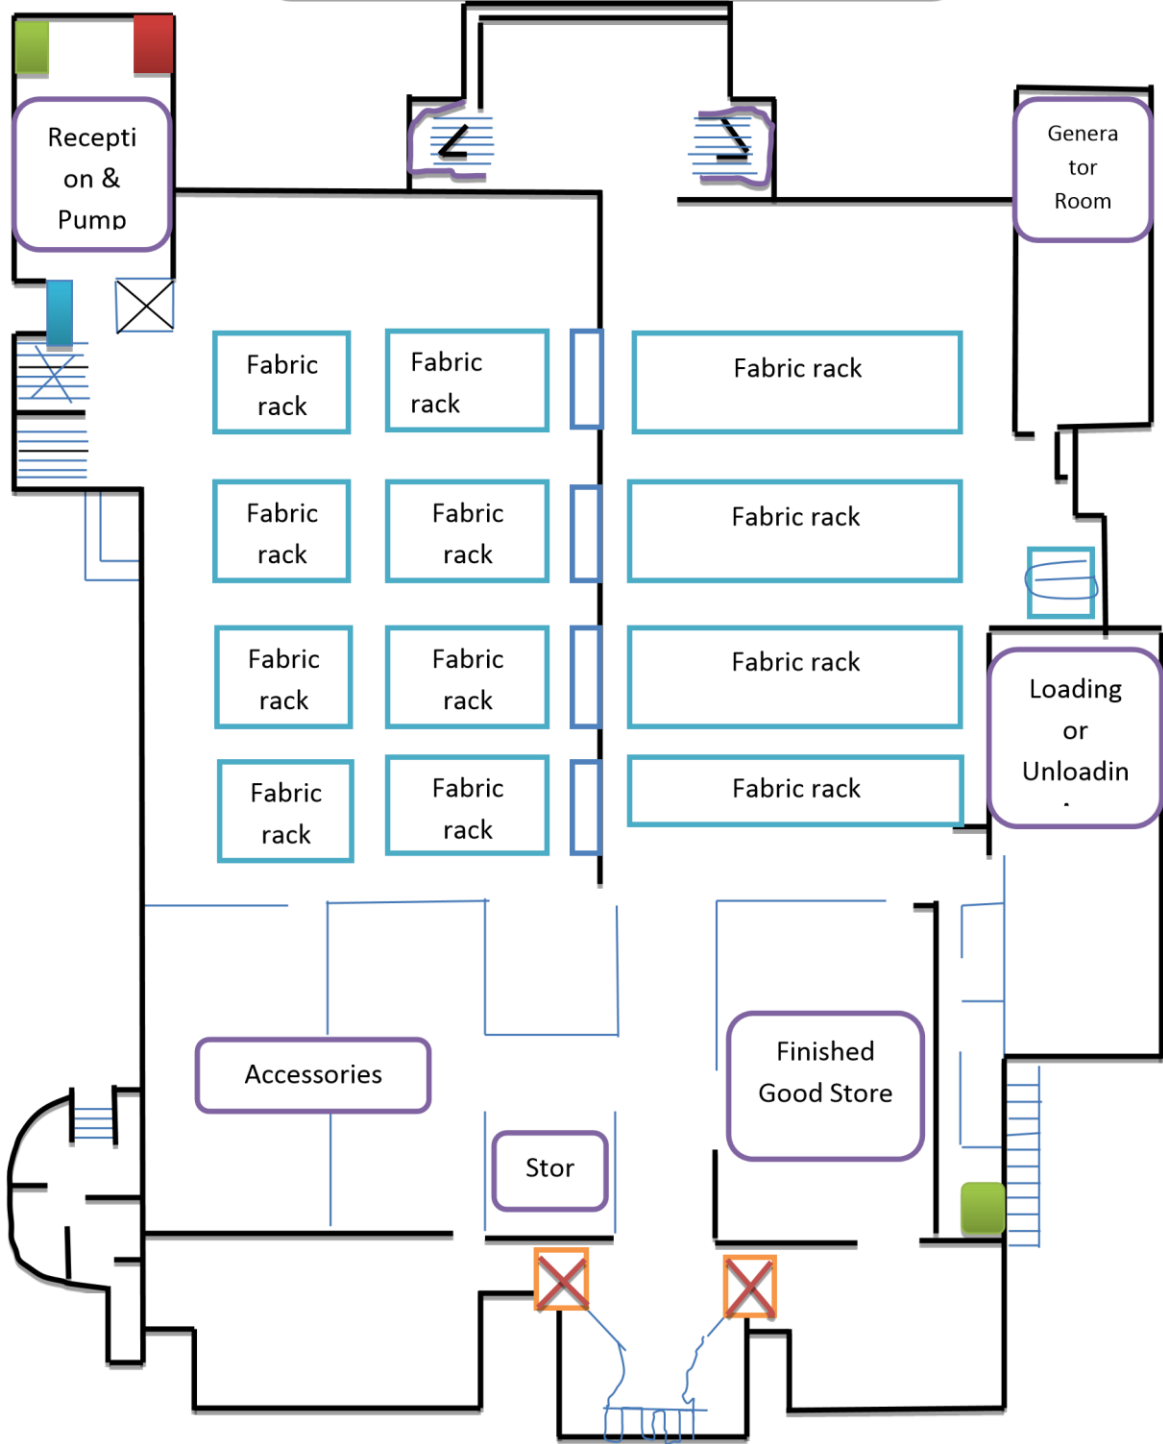 Recepti
on &
Pump
Genera
tor
Room
Fabric
rack
Fabric
rack
Fabric rack
Fabric
rack
Fabric
rack
Fabric rack
Fabric
rack
Fabric
rack
Fabric rack
Fabric
rack
Fabric
rack
Fabric rack
Loading
or
Unloadin
Accessories
Finished
Good Store
Stor